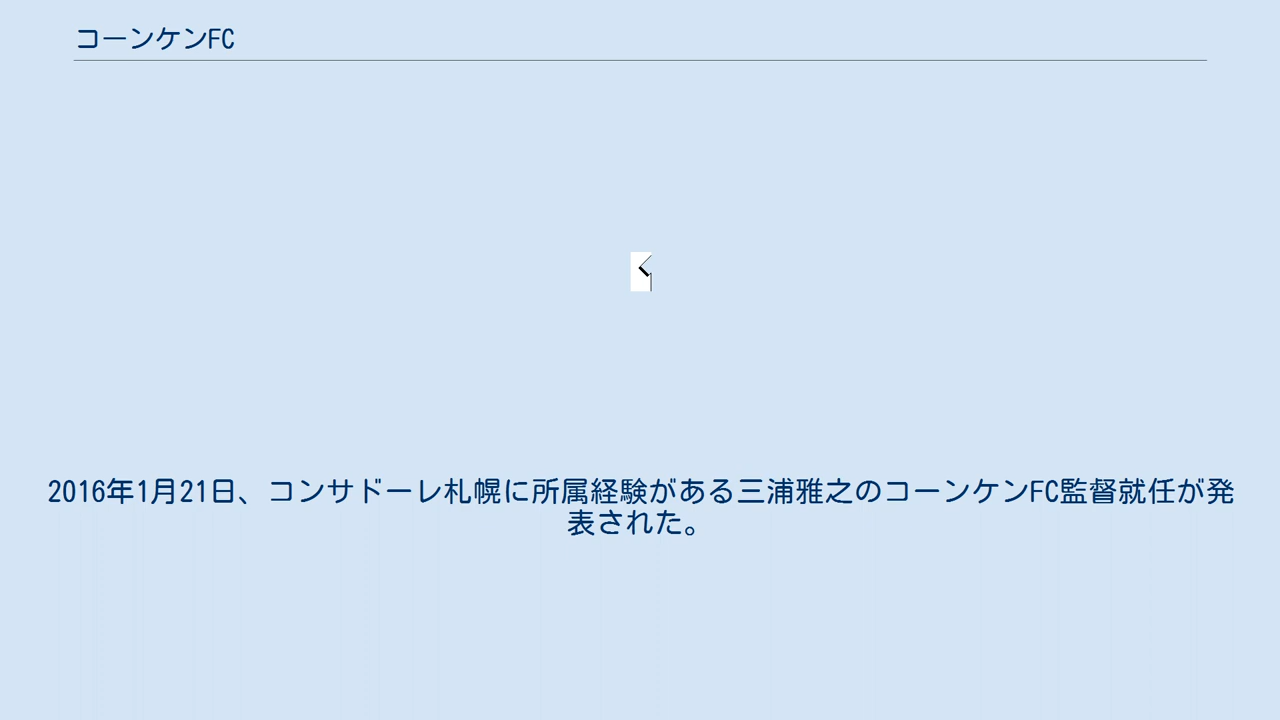 コーンケンFC
2016年1月21日、コンサドーレ札幌に所属経験がある三浦雅之のコーンケンFC監督就任が発
表された。